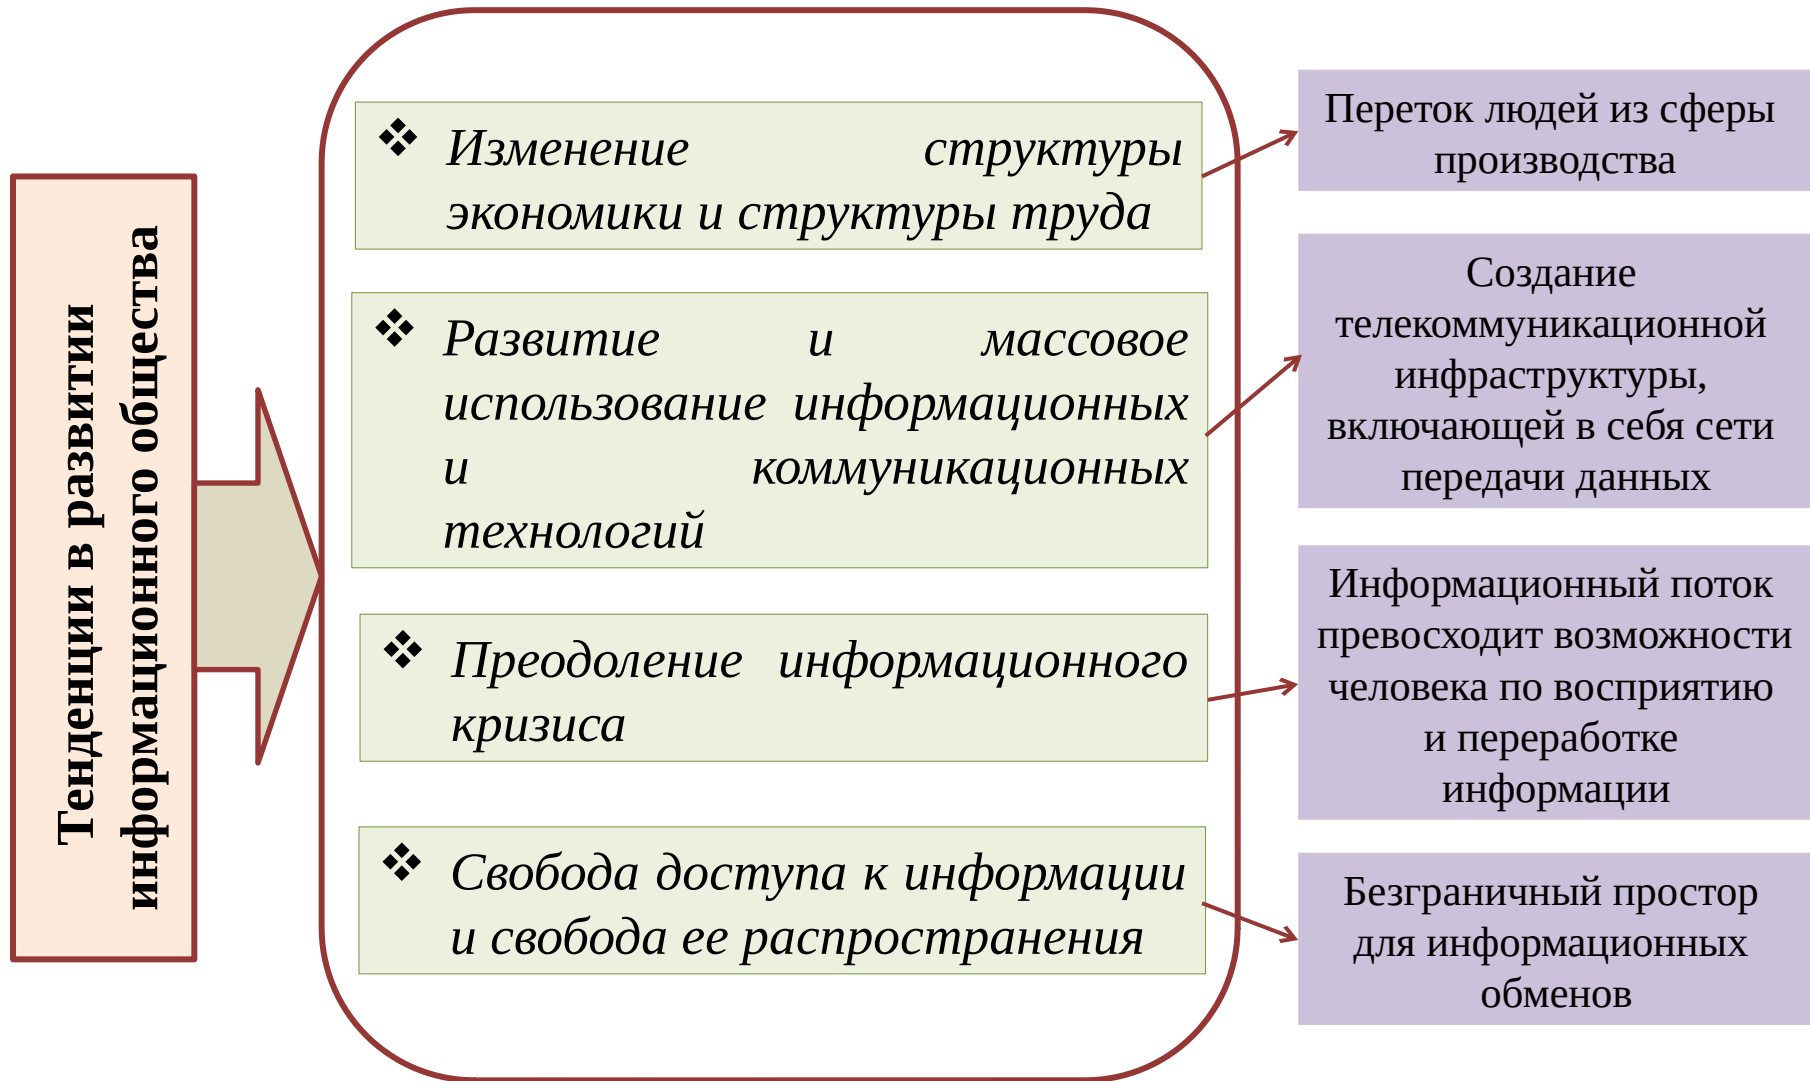 Тенденции в развитии
информационного общества
❖ Изменение структуры
экономики и структуры труда
❖ Развитие и массовое
использование информационных
и коммуникационных
технологий
❖ Преодоление информационного
кризиса
❖ Свобода доступа к информации
и свобода ее распространения
Переток людей из сферы
производства
Создание
телекоммуникационной
инфраструктуры,
включающей в себя сети
передачи данных
Информационный поток
превосходит возможности
человека по восприятию
и переработке
информации
Безграничный простор
для информационных
обменов